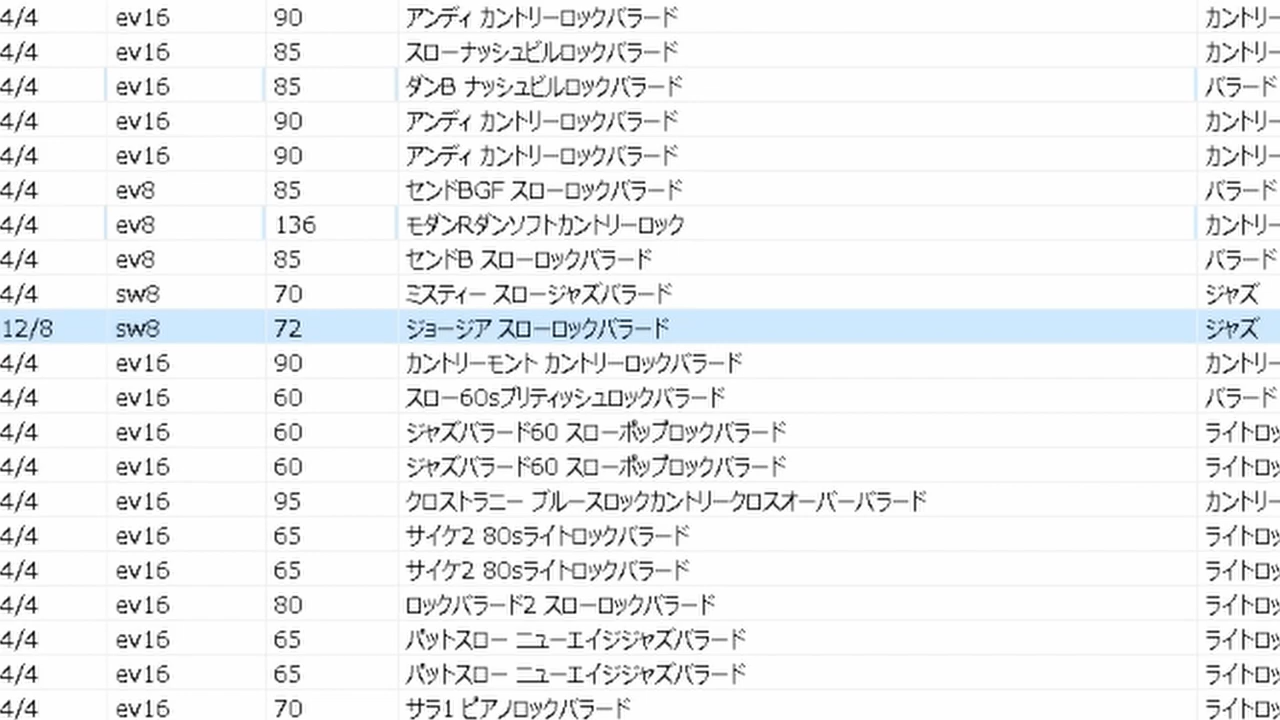 4/4 ev16 90 アンディ カントリーロックバラード カントリー
4/4 ev16 85 スローナッシュビルロックバラード カントリー
4/4 ev16 85 ダンB ナッシュビルロックバラード バラード
4/4 ev16 90 アンディ カントリーロックバラード カントリー
4/4 ev16 90 アンディ カントリーロックバラード カントリー
4/4 ev8 85 センドBGF スローロックバラード バラード
4/4 ev8 136 モダンRダンソフトカントリーロック カントリー
4/4 ev8 85 センドB スローロックバラード バラード
4/4 sw8 70 ミスティー スロージャズバラード ジャズ
12/8 sw8 72 ジョージア スローロックバラード ジャズ
4/4 ev16 90 カントリーモント カントリーロックバラード カントリー
4/4 ev16 60 スロー60sブリティッシュロックバラード バラード
4/4 ev16 60 ジャズバラード60 スローポップロックバラード ライトロッ
4/4 ev16 60 ジャズバラード60 スローポップロックバラード ライトロッ
4/4 ev16 95 クロストラニー ブルースロックカントリークロスオーバーバラード カントリー
4/4 ev16 65 サイケ2 80sライトロックバラード ライトロッ
4/4 ev16 65 サイケ2 80sライトロックバラード ライトロッ
4/4 ev16 80 ロックバラード2 スローロックバラード ライトロッ
4/4 ev16 65 パットスロー ニューエイジジャズバラード ライトロッ
4/4 ev16 65 パットスロー ニューエイジジャズバラード ライトロッ
4/4 ev16 70 サラ1 ピアノロックバラード ライトロッ